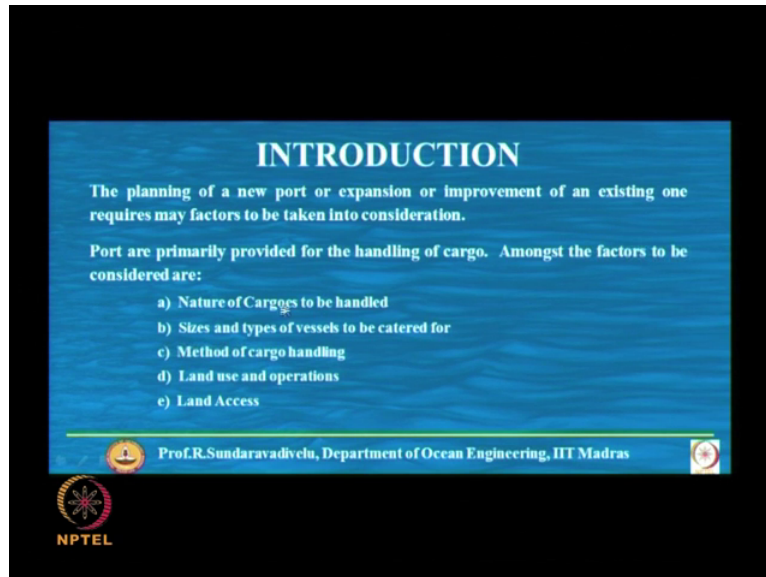 INTRODUCTION
The planning of a new port or expansion or improvement of an existing one
requires may factors to be taken into consideration.
Port are primarily provided for the handling of cargo. Amongst the factors to be
considered are:
a) Nature of Cargoes to be handled
b) Sizes and types of vessels to be catered for
c) Method of cargo handling
d) Land use and operations
e) Land Access
Prof.R.Sundaravadivelu, Department of Ocean Engineering, IIT Madras
NPTEL